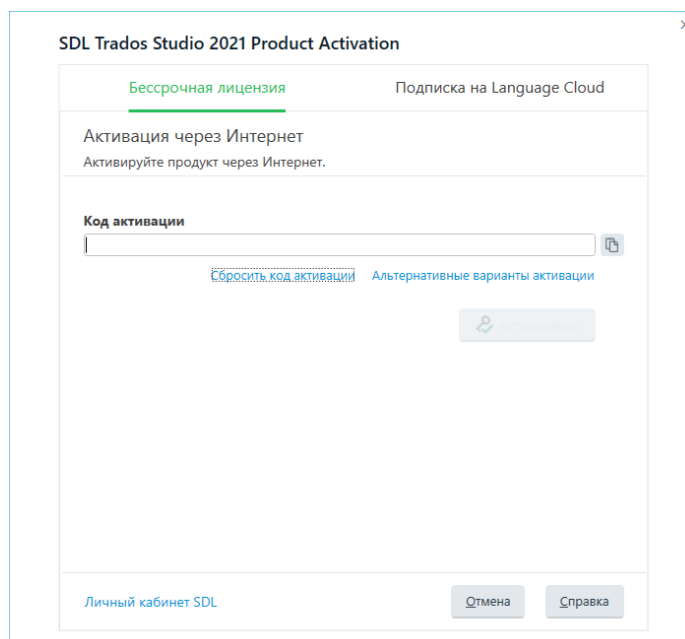 SDL Trados Studio 2021 Product Activation
Бессрочная лицензия
Подписка на Language Cloud
Активация через Интернет
Активируйте продукт через Интернет.
Код активации
Сбросить код активации
Альтернативные варианты активации
Личный кабинет SDL
Отмена
Справка